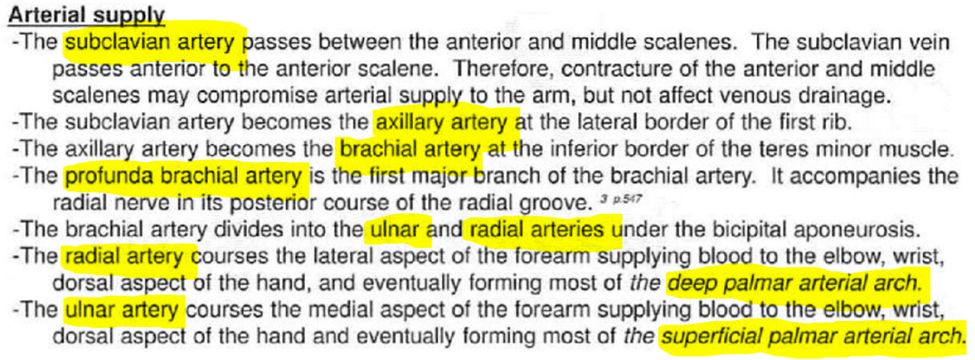 Arterial supply
-The subclavian artery passes between the anterior and middle scalenes. The subclavian vein
passes anterior to the anterior scalene. Therefore, contracture of the anterior and middle
scalenes may compromise arterial supply to the arm, but not affect venous drainage.
-The subclavian artery becomes the axillary artery at the lateral border of the first rib.
-The axillary artery becomes the brachial artery at the inferior border of the teres minor muscle.
-The profunda brachial artery is the first major branch of the brachial artery. It accompanies the
radial nerve in its posterior course of the radial groove. 3 p.547
-The brachial artery divides into the ulnar and radial arteries under the bicipital aponeurosis.
-The radial artery courses the lateral aspect of the forearm supplying blood to the elbow, wrist,
dorsal aspect of the hand, and eventually forming most of the deep palmar arterial arch.
-The ulnar artery courses the medial aspect of the forearm supplying blood to the elbow, wrist,
dorsal aspect of the hand and eventually forming most of the superficial palmar arterial arch.